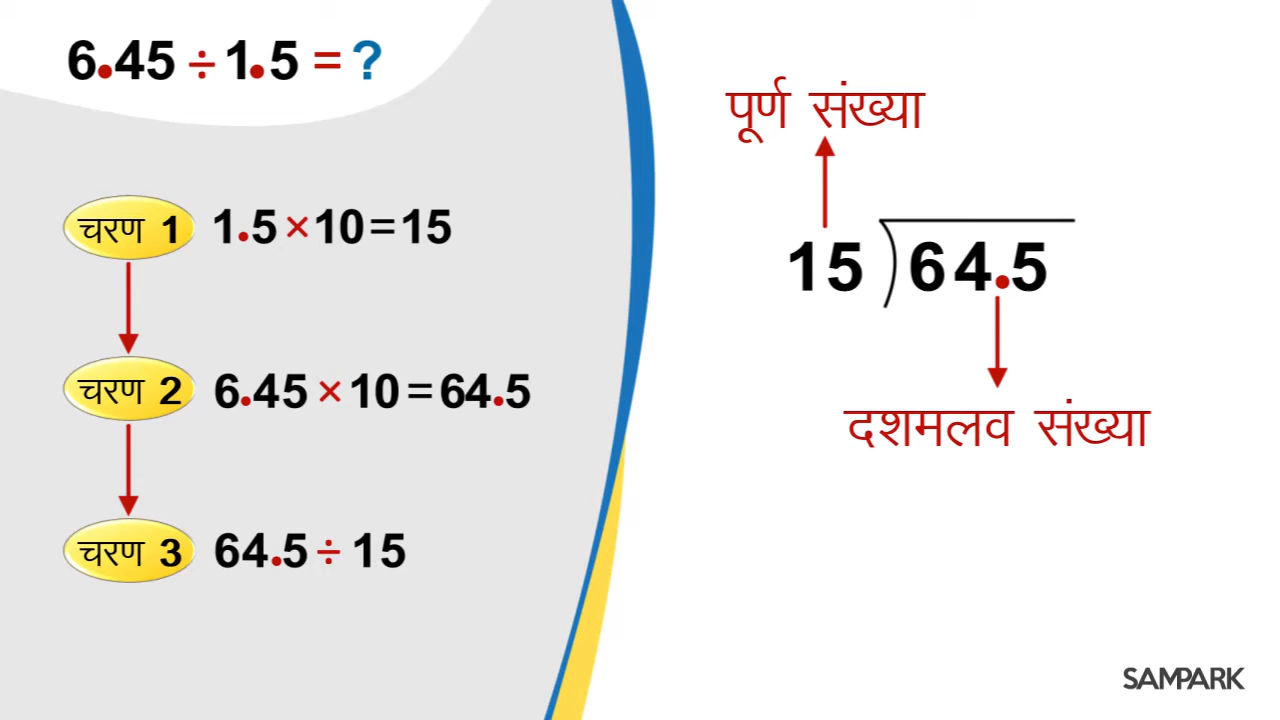 6.45 ÷ 1.5 = ?
चरण 1 1.5 × 10 = 15
चरण 2 6.45 × 10 = 64.5
चरण 3 64.5 ÷ 15
पूर्ण संख्या
15 ) 64.5
दशमलव संख्या
SAMPARK